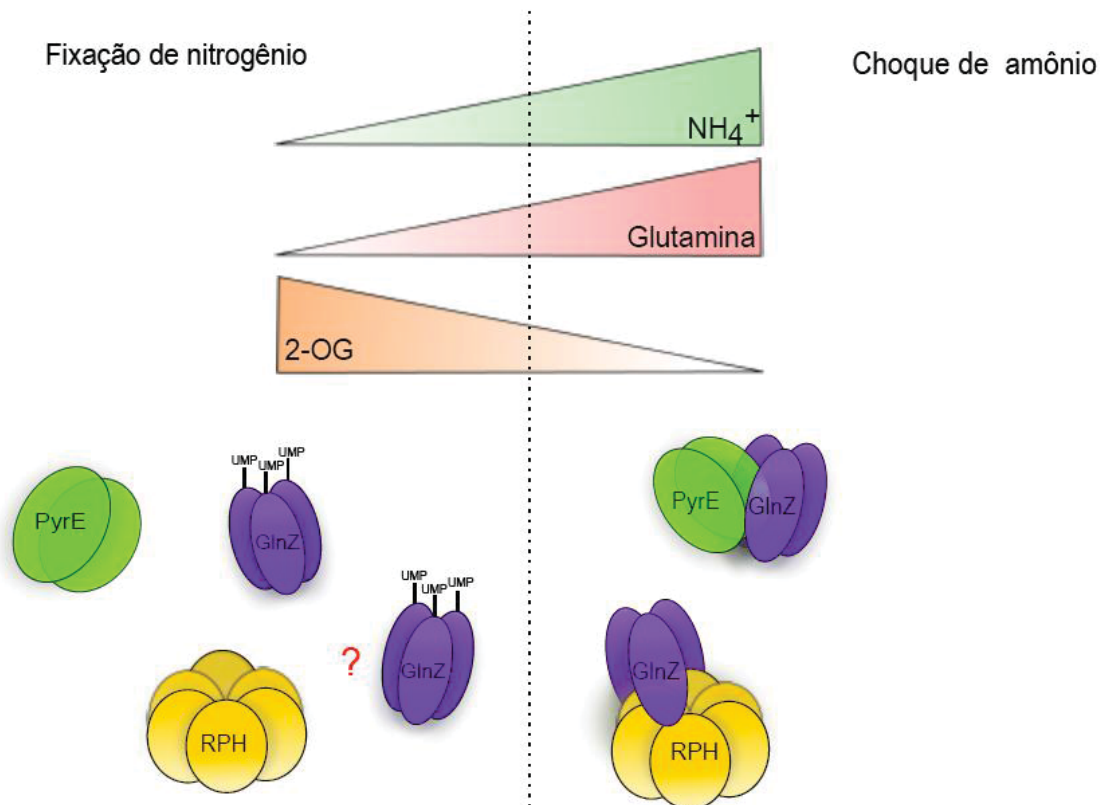 Fixação de nitrogênio
Choque de amônio
NH4+
Glutamina
2-OG
UMP
UMP
UMP
PyrE
GlnZ
PyrE
GlnZ
UMP
UMP
UMP
?
GlnZ
GlnZ
RPH
RPH